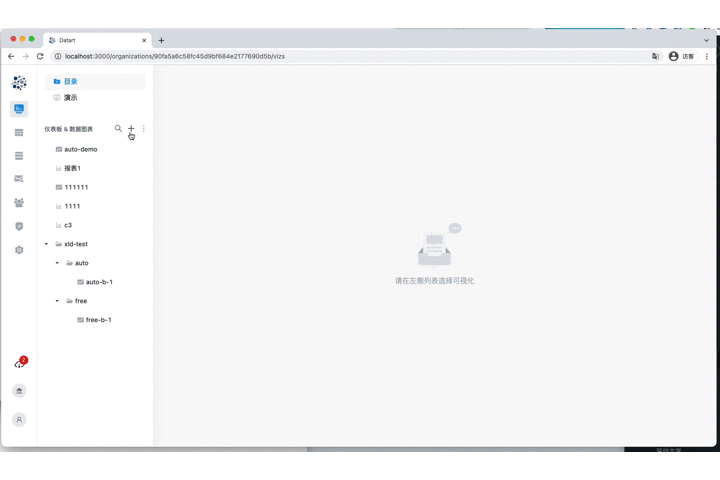 Datart
localhost:3000/organizations/90fa5a6c58fc45d9bf684e2177690d5b/vizs
访客
目录
演示
仪表板 & 数据图表
auto-demo
报表1
111111
1111
c3
xld-test
auto
auto-b-1
free
free-b-1
请在左侧列表选择可视化
2